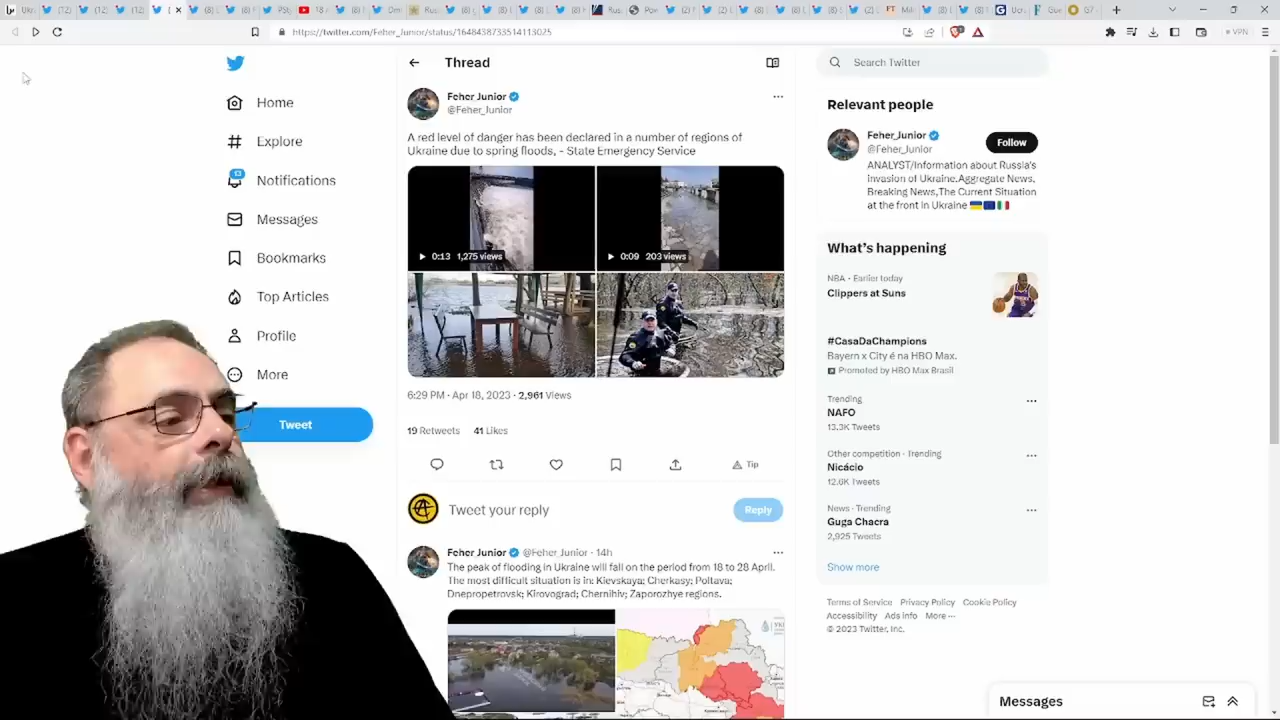 https://twitter.com/Feher_Junior/status/1648438733514113025
VPN
Home
Explore
Notifications
Messages
Bookmarks
Top Articles
Profile
More
Tweet
Thread
Feher Junior
@Feher_Junior
A red level of danger has been declared in a number of regions of
Ukraine due to spring floods, - State Emergency Service
0:13 1,275 views
0:09 203 views
6:29 PM · Apr 18, 2023 · 2,961 Views
19 Retweets 41 Likes
Tip
Tweet your reply
Reply
Feher Junior @Feher_Junior · 14h
The peak of flooding in Ukraine will fall on the period from 18 to 28 April.
The most difficult situation is in: Kievskaya; Cherkasy; Poltava;
Dnepropetrovsk; Kirovograd; Chernihiv; Zaporozhye regions.
Search Twitter
Relevant people
Feher_Junior
@Feher_Junior
Follow
ANALYST/Information about Russia's
invasion of Ukraine.Aggregate News,
Breaking News,The Current Situation
at the front in Ukraine
What's happening
NBA · Earlier today
Clippers at Suns
#CasaDaChampions
Bayern x City é na HBO Max.
Promoted by HBO Max Brasil
Trending
NAFO
13.3K Tweets
Other competition · Trending
Nicácio
12.6K Tweets
News · Trending
Guga Chacra
2,925 Tweets
Show more
Terms of Service Privacy Policy Cookie Policy
Accessibility Ads info More ···
© 2023 Twitter, Inc.
Messages